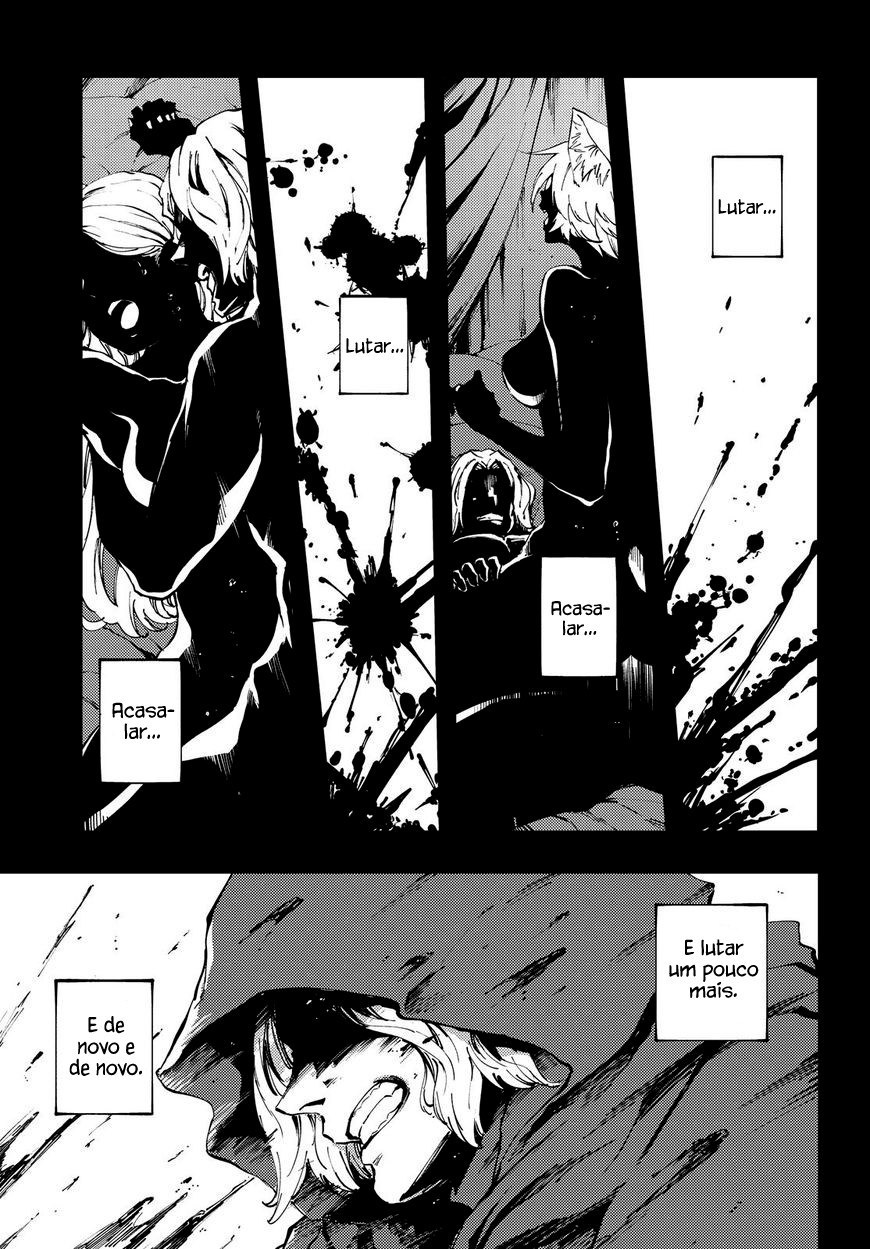 Lutar...
Acasa-
lar...
Lutar...
Acasa-
lar...
E lutar
um pouco
mais.
E de
novo e
de novo.